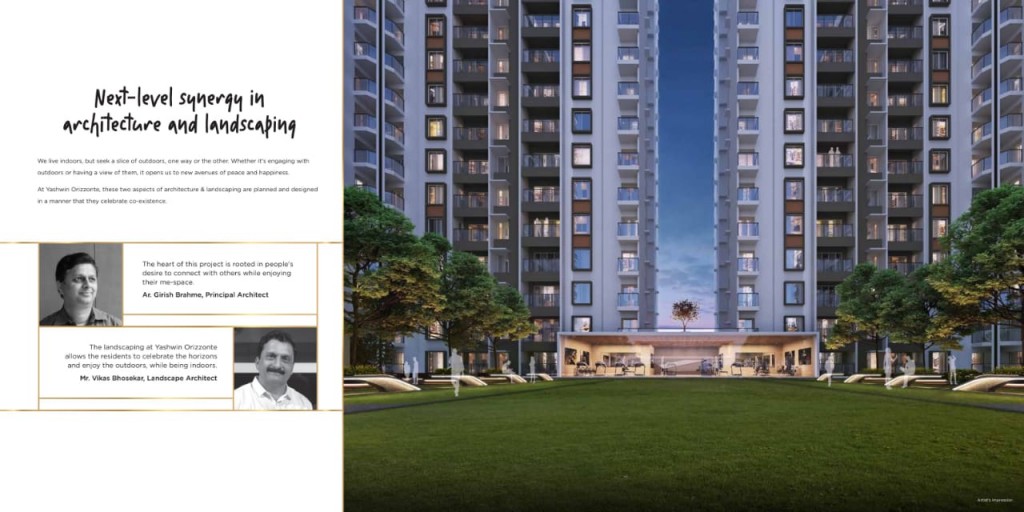 Next-level synergy in
architecture and landscaping
We live indoors, but seek a slice of outdoors, one way or the other. Whether it's engaging with
outdoors or having a view of them, it opens us to new avenues of peace and happiness.
At Yashwin Orizzonte, these two aspects of architecture & landscaping are planned and designed
in a manner that they celebrate co-existence.
The heart of this project is rooted in people's
desire to connect with others while enjoying
their me-space.
Ar. Girish Brahme, Principal Architect
The landscaping at Yashwin Orizzonte
allows the residents to celebrate the horizons
and enjoy the outdoors, while being indoors.
Mr. Vikas Bhosekar, Landscape Architect
Artist's Impression